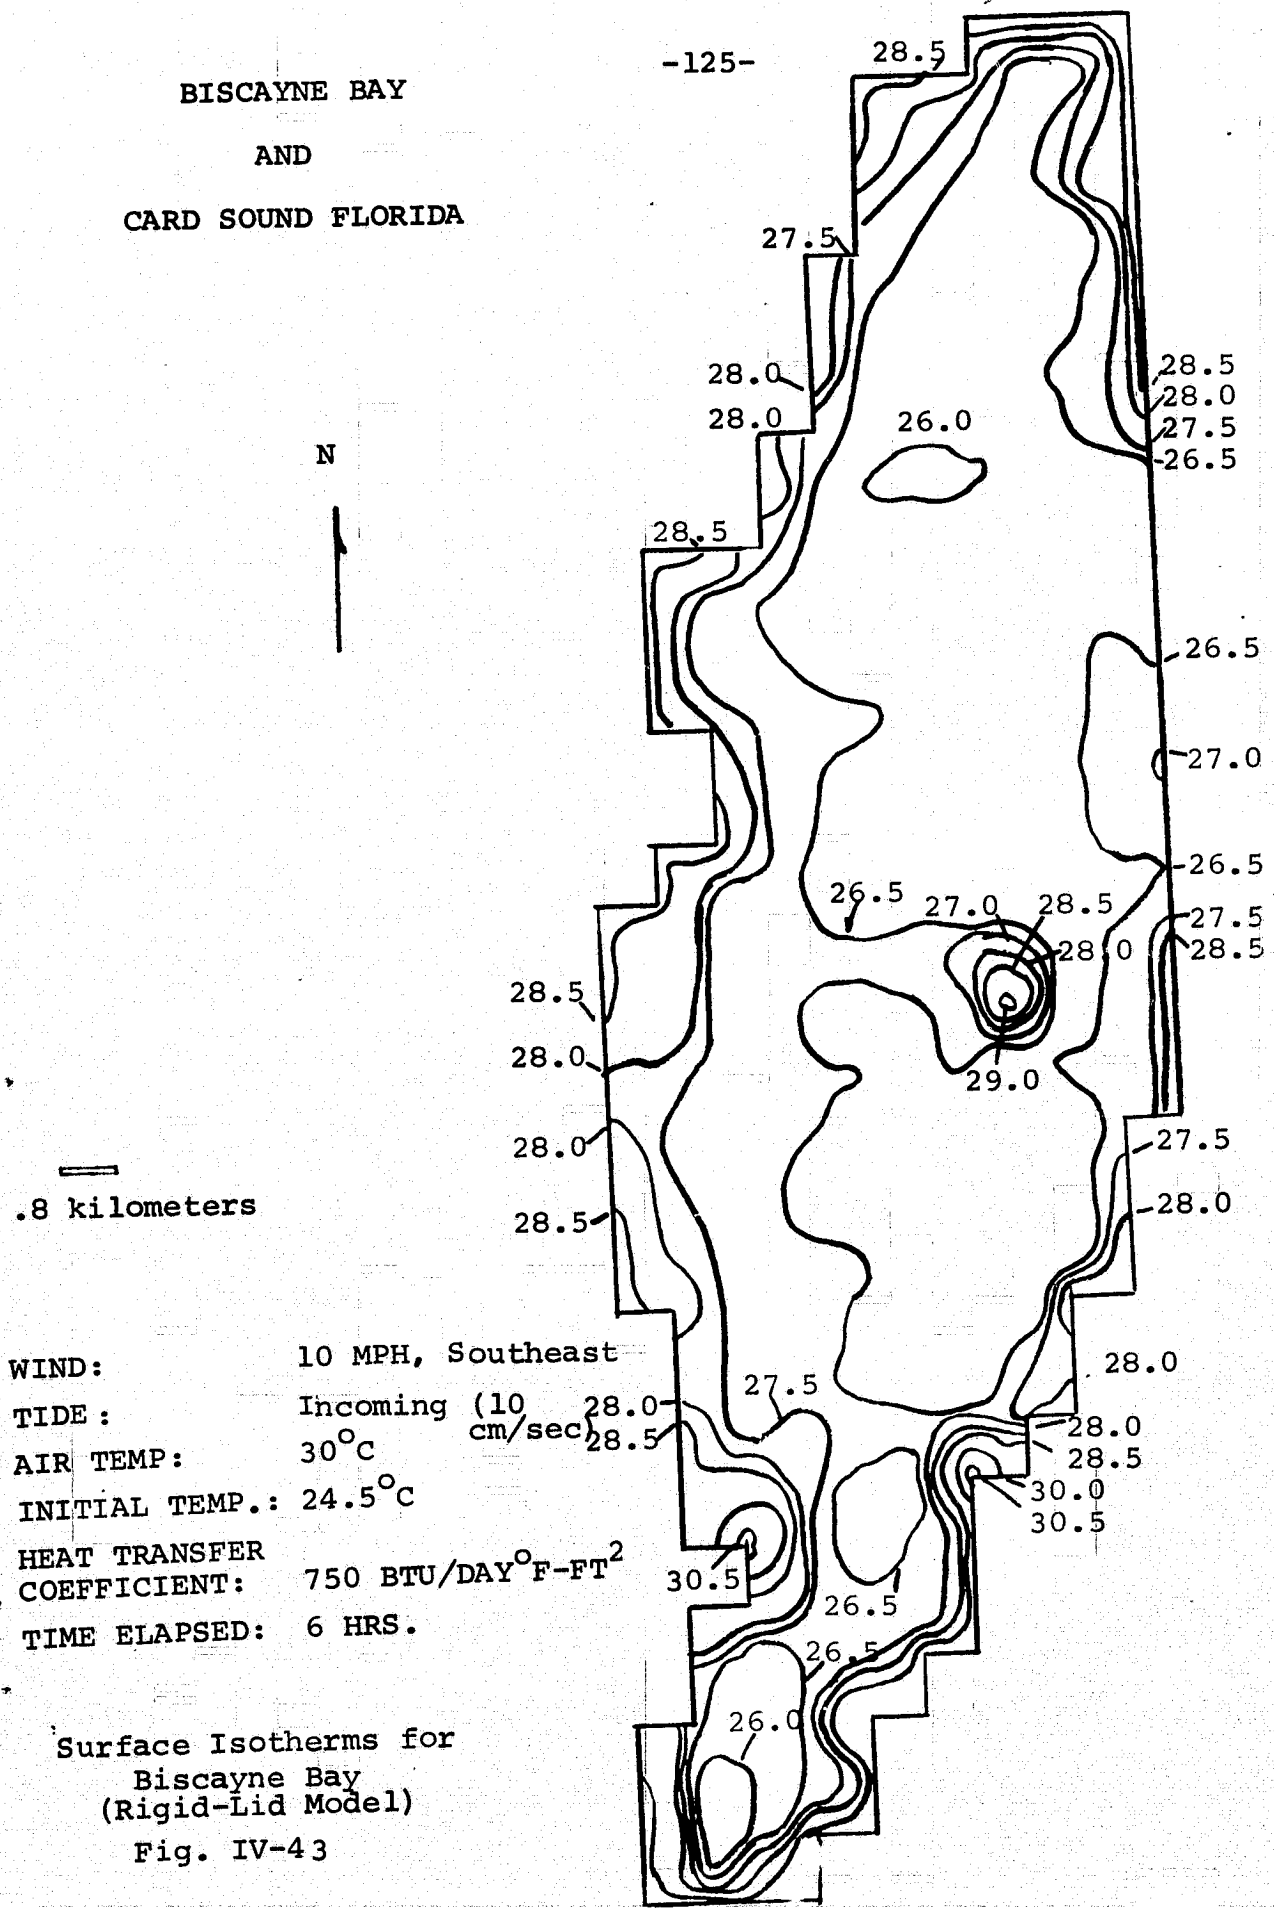 -125-
BISCAYNE BAY
AND
CARD SOUND FLORIDA
28.5
27.5
28.0
28.0
26.0
28.5
28.0
27.5
26.5
N
28.5
26.5
27.0
26.5
26.5
27.0
28.5
28.0
27.5
28.5
28.5
28.0
29.0
28.0
27.5
28.5
28.0
.8 kilometers
WIND: 10 MPH, Southeast
TIDE: Incoming (10 cm/sec)
AIR TEMP: 30°C
INITIAL TEMP.: 24.5°C
HEAT TRANSFER
COEFFICIENT: 750 BTU/DAY°F-FT²
TIME ELAPSED: 6 HRS.
28.0
27.5
28.0
28.5
28.0
28.5
30.0
30.5
30.5
26.5
26.5
26.0
Surface Isotherms for
Biscayne Bay
(Rigid-Lid Model)
Fig. IV-43